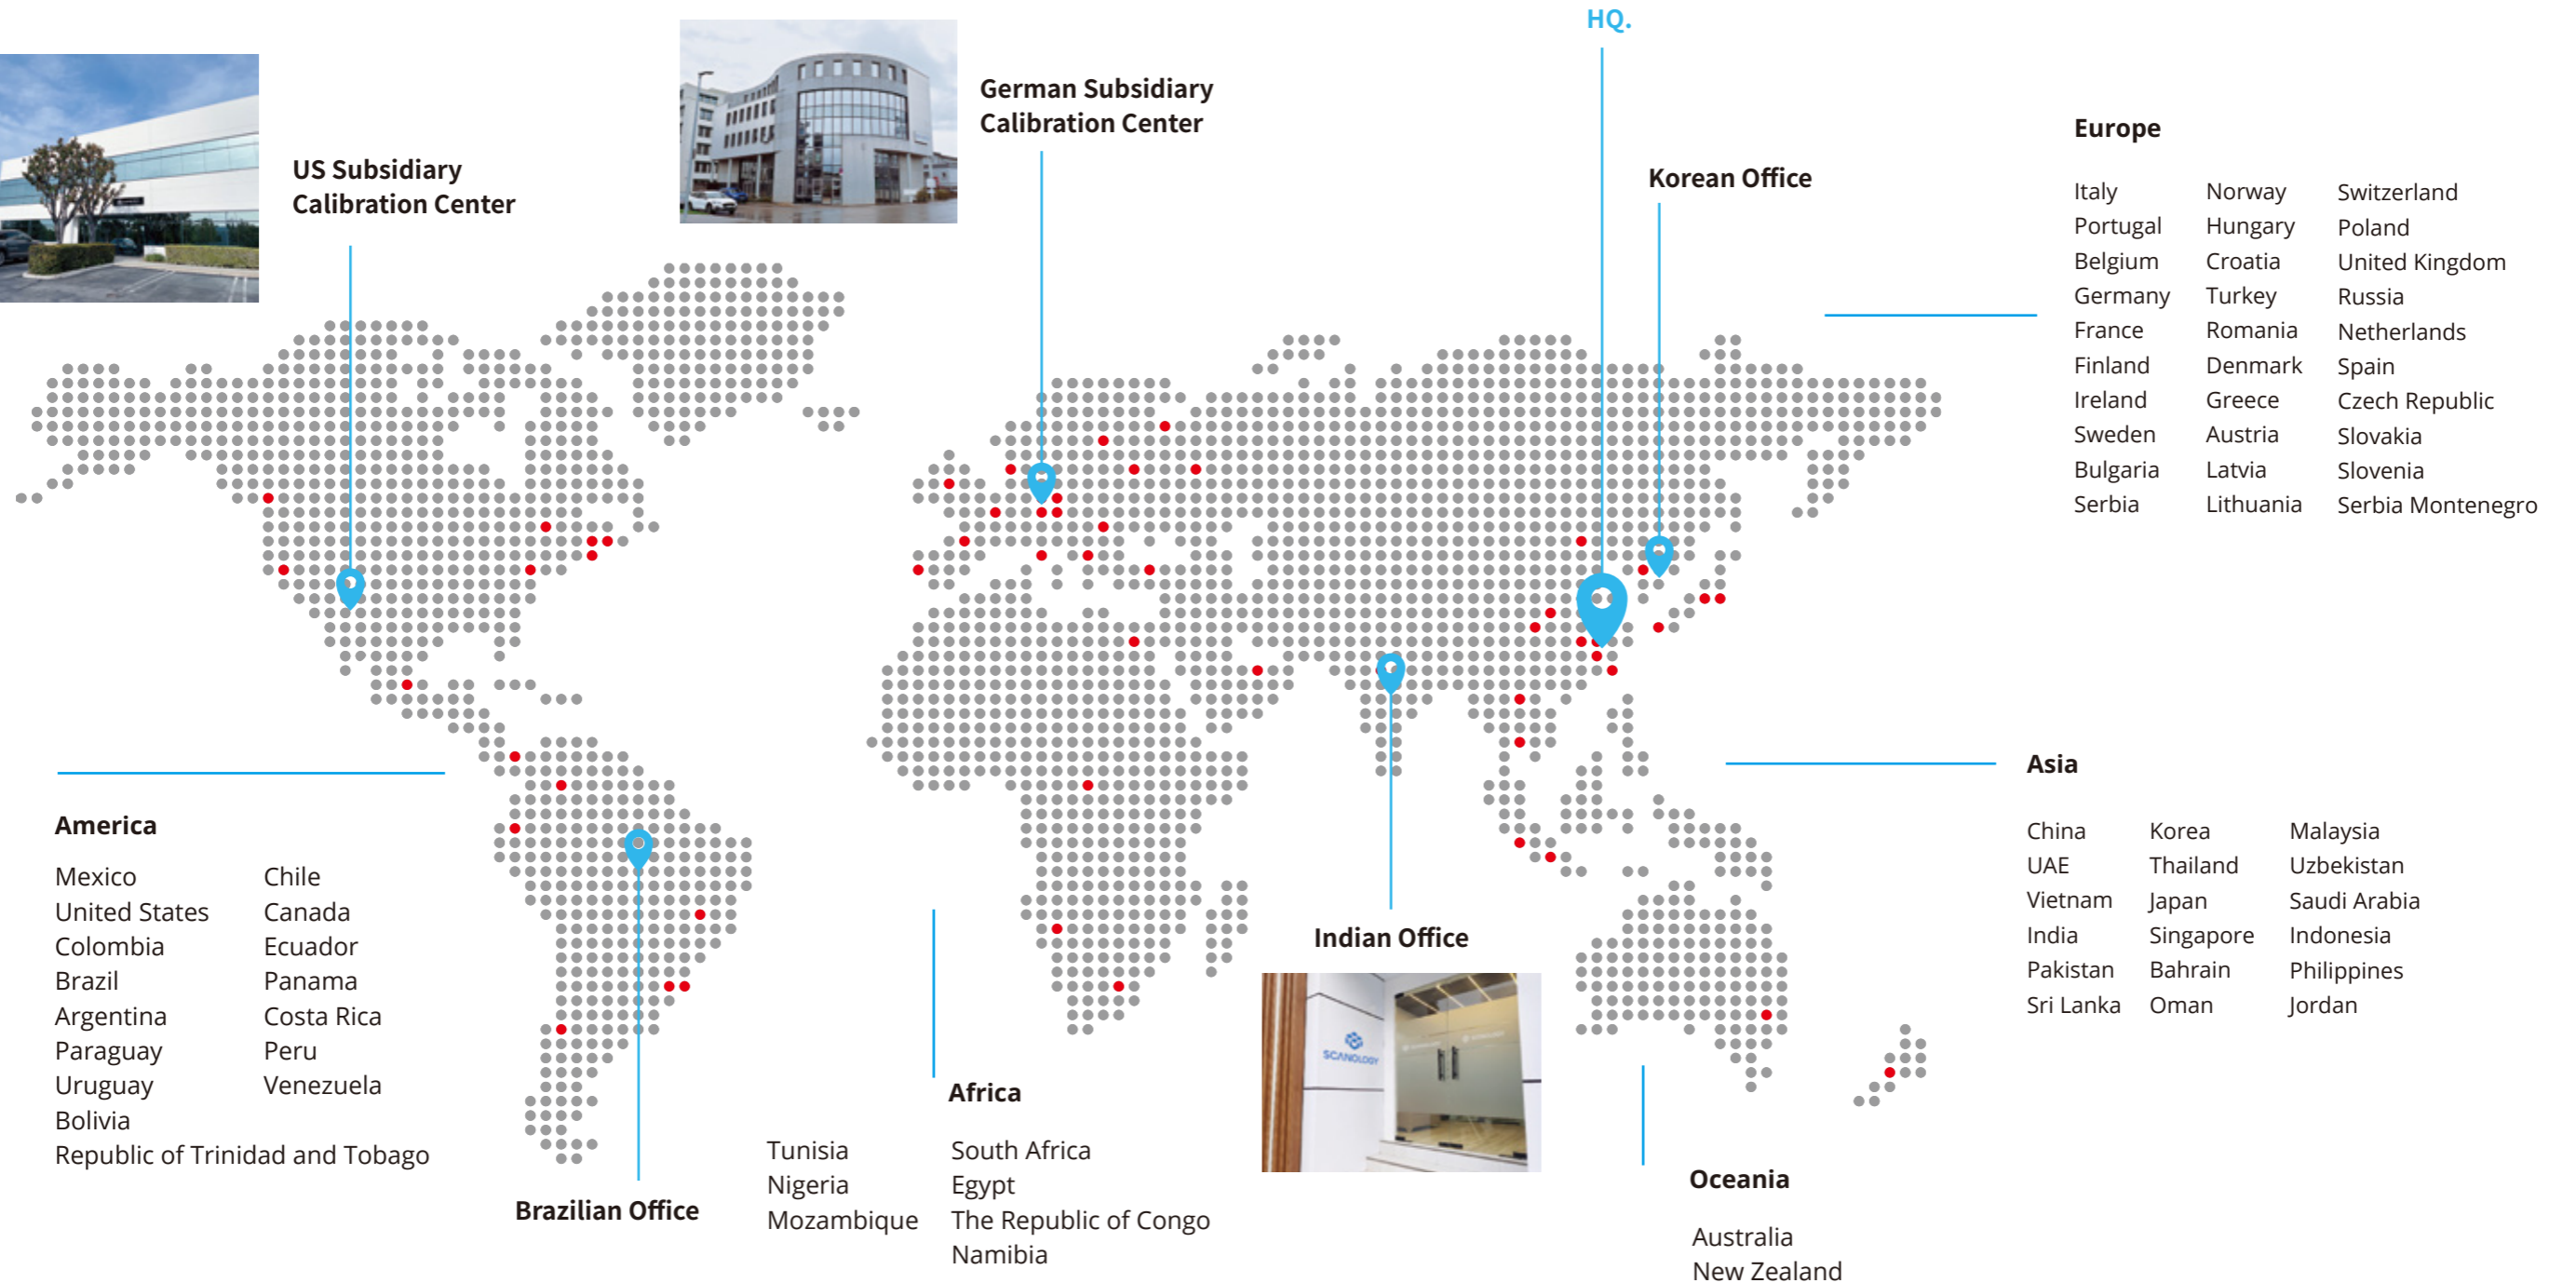 HQ.
German Subsidiary
Calibration Center
US Subsidiary
Calibration Center
Korean Office
Europe
Italy
Portugal
Belgium
Germany
France
Finland
Ireland
Sweden
Bulgaria
Serbia
Norway
Hungary
Croatia
Turkey
Romania
Denmark
Greece
Austria
Latvia
Lithuania
Switzerland
Poland
United Kingdom
Russia
Netherlands
Spain
Czech Republic
Slovakia
Slovenia
Serbia Montenegro
Asia
China
UAE
Vietnam
India
Pakistan
Sri Lanka
Korea
Thailand
Japan
Singapore
Bahrain
Oman
Malaysia
Uzbekistan
Saudi Arabia
Indonesia
Philippines
Jordan
America
Mexico
United States
Colombia
Brazil
Argentina
Paraguay
Uruguay
Bolivia
Republic of Trinidad and Tobago
Chile
Canada
Ecuador
Panama
Costa Rica
Peru
Venezuela
Brazilian Office
Africa
Tunisia
Nigeria
Mozambique
South Africa
Egypt
The Republic of Congo
Namibia
Indian Office
SCANOLOGY
Oceania
Australia
New Zealand